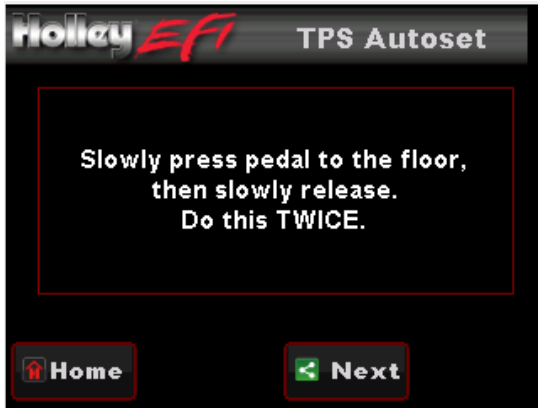 Holley EFI TPS Autoset
Slowly press pedal to the floor,
then slowly release.
Do this TWICE.
Home Next